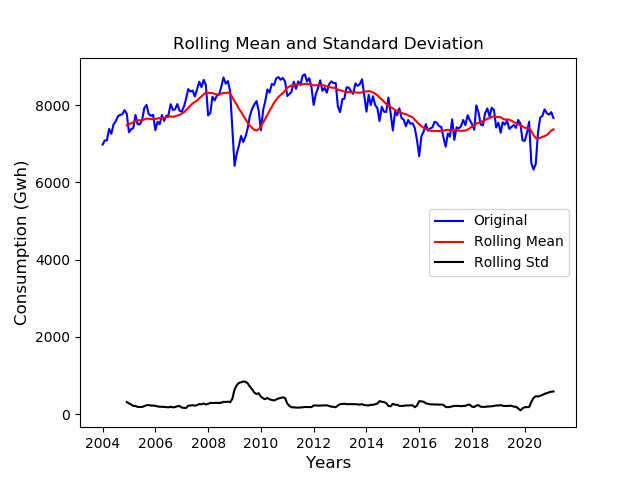 Rolling Mean and Standard Deviation
Consumption (Gwh)
8000
6000
4000
2000
0
Original
Rolling Mean
Rolling Std
2004 2006 2008 2010 2012 2014 2016 2018 2020
Years